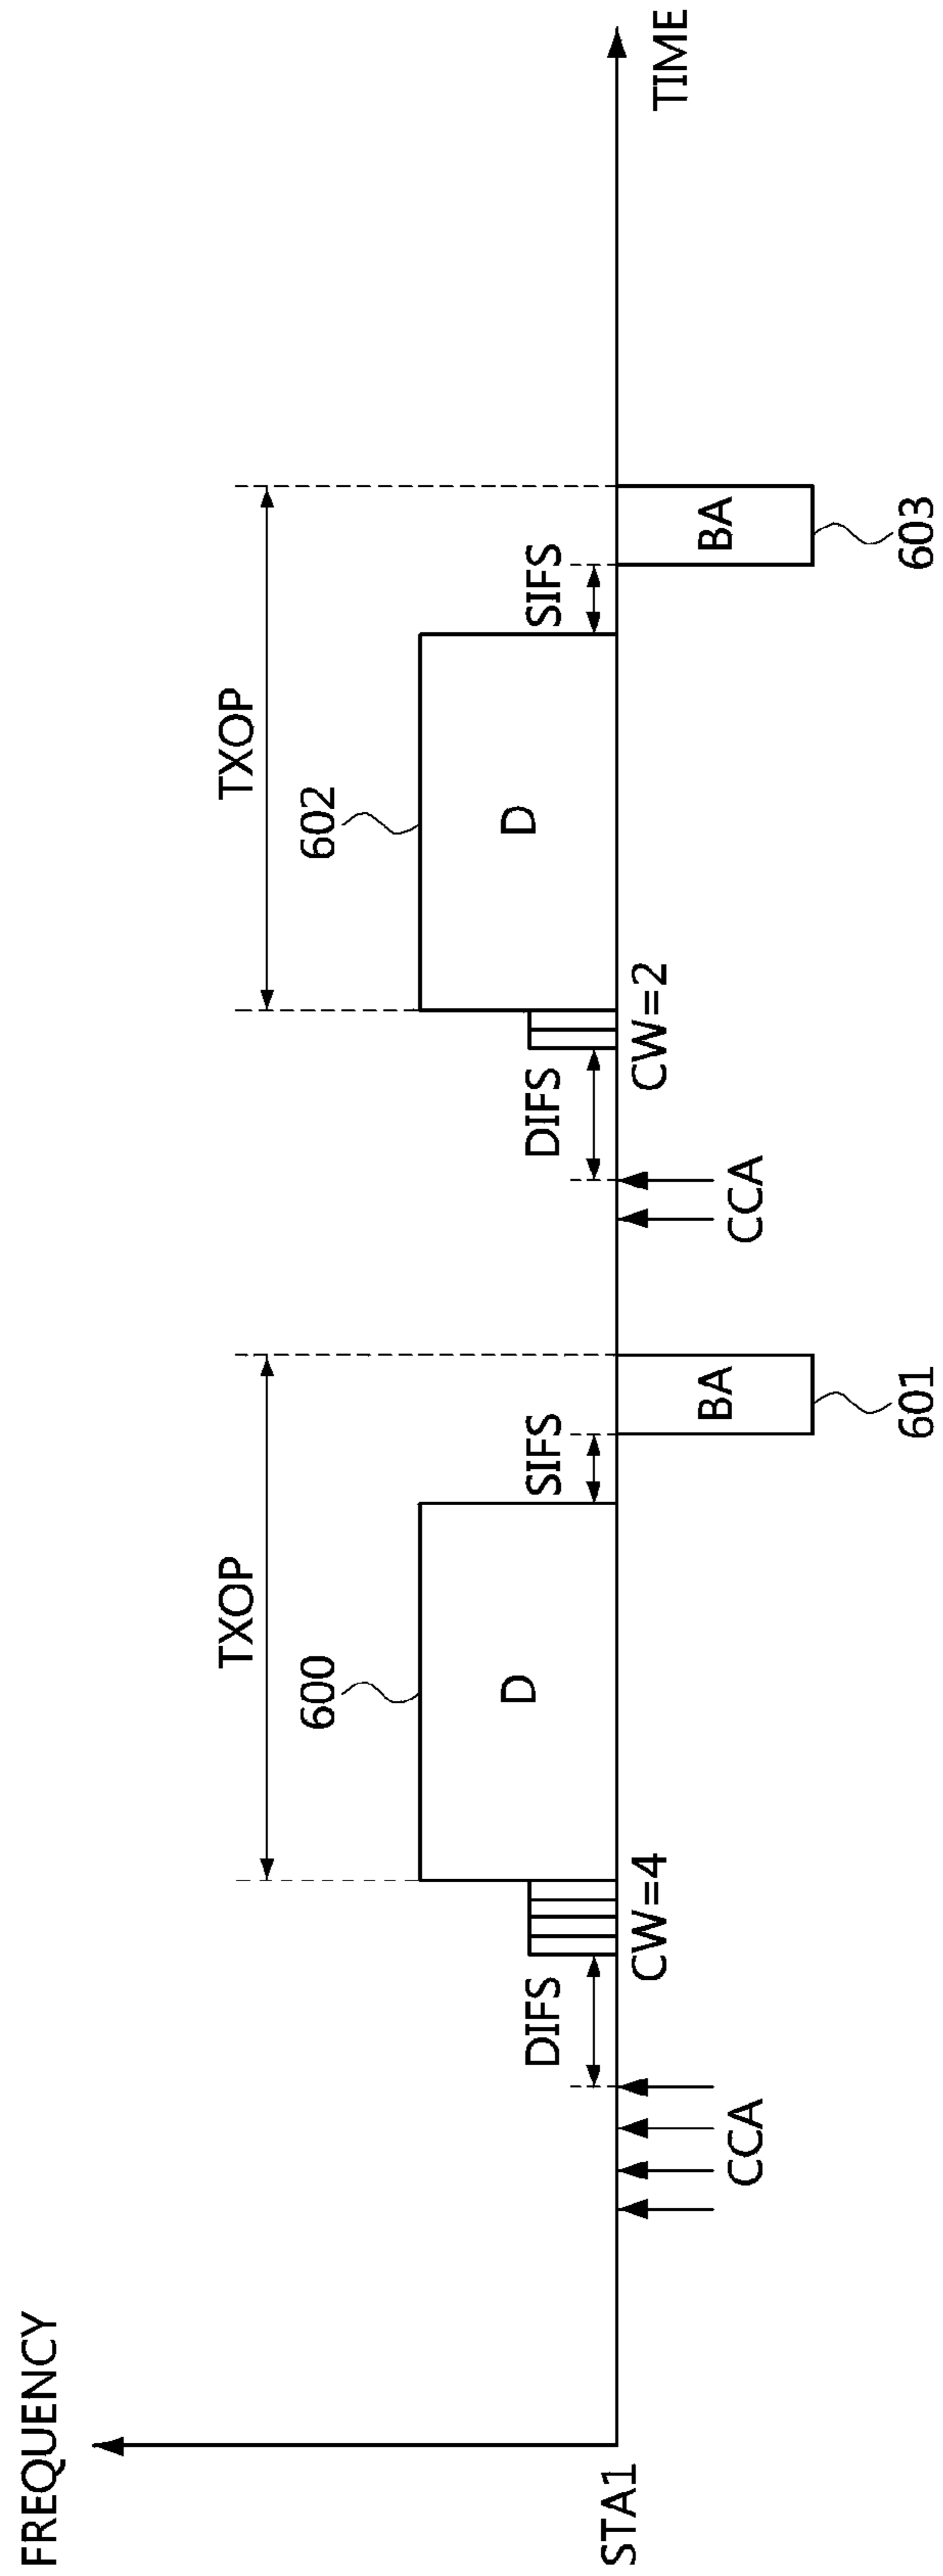 FREQUENCY
TXOP
TXOP
600
602
D
D
DIFS
SIFS
DIFS
SIFS
STA1
CW=4
CW=2
TIME
CCA
BA
CCA
BA
601
603